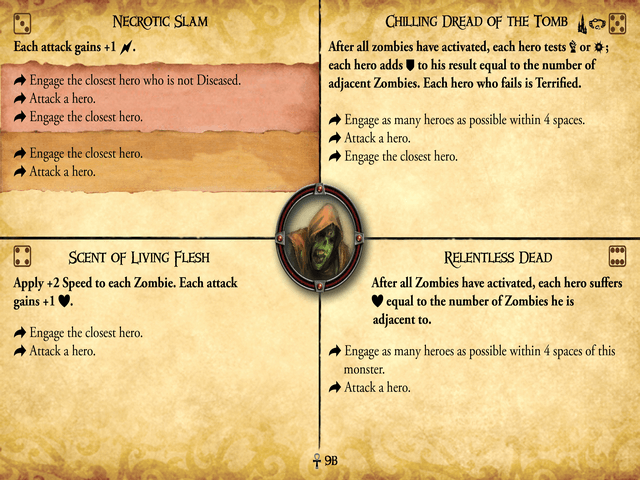 Necrotic Slam
Each attack gains +1 .
Engage the closest hero who is not Diseased.
Attack a hero.
Engage the closest hero.
Engage the closest hero.
Attack a hero.
Chilling Dread of the Tomb
After all zombies have activated, each hero tests or ;
each hero adds to his result equal to the number of
adjacent Zombies. Each hero who fails is Terrified.
Engage as many heroes as possible within 4 spaces.
Attack a hero.
Engage the closest hero.
Scent of Living Flesh
Apply +2 Speed to each Zombie. Each attack
gains +1 .
Engage the closest hero.
Attack a hero.
Relentless Dead
After all Zombies have activated, each hero suffers
equal to the number of Zombies he is
adjacent to.
Engage as many heroes as possible within 4 spaces of this
monster.
Attack a hero.
9B